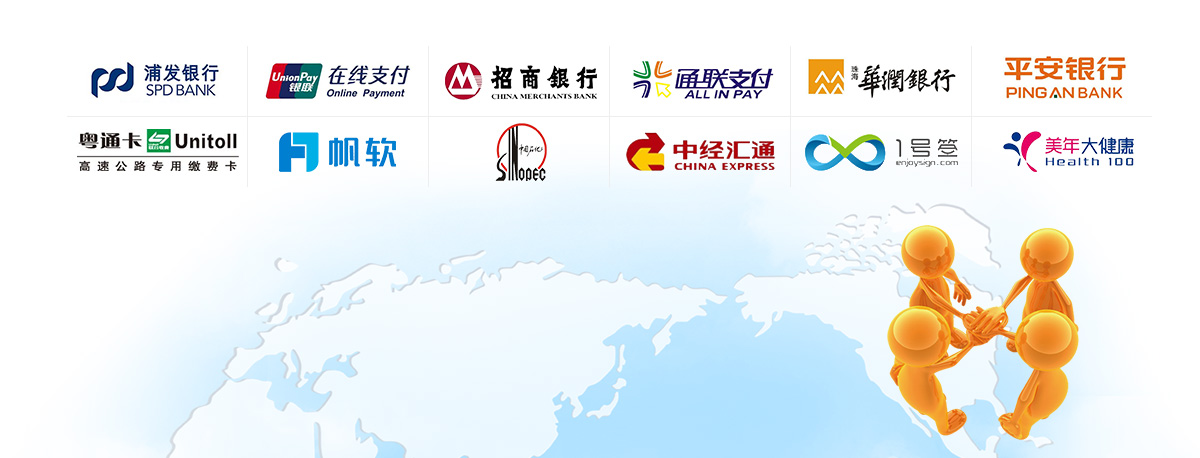 浦发银行
SPD BANK
UnionPay
银联
在线支付
Online Payment
招商銀行
CHINA MERCHANTS BANK
通联支付
ALL IN PAY
珠海
華潤銀行
平安银行
PING AN BANK
粤通卡
Unitoll
高速公路专用缴费卡
帆软
中国石化
SINOPEC
中经汇通
CHINA EXPRESS
1号签
enjoysign.com
美年大健康
Health 100